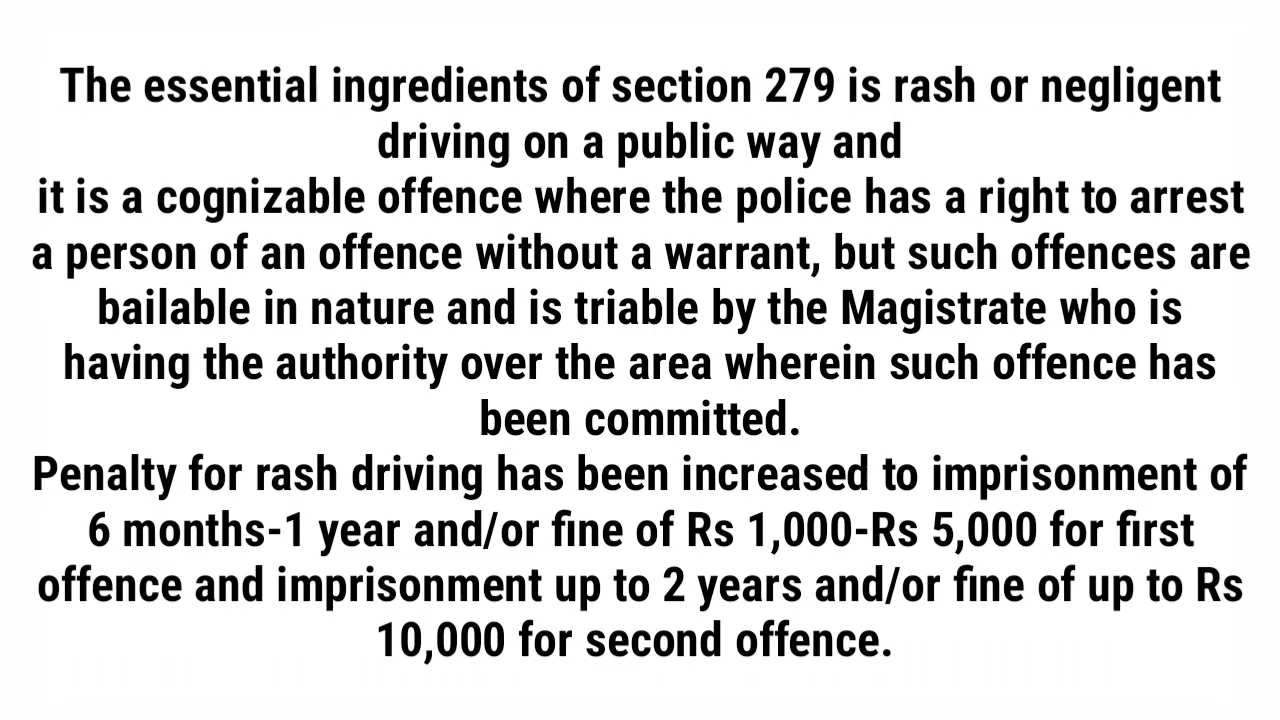 The essential ingredients of section 279 is rash or negligent
driving on a public way and
it is a cognizable offence where the police has a right to arrest
a person of an offence without a warrant, but such offences are
bailable in nature and is triable by the Magistrate who is
having the authority over the area wherein such offence has
been committed.
Penalty for rash driving has been increased to imprisonment of
6 months-1 year and/or fine of Rs 1,000-Rs 5,000 for first
offence and imprisonment up to 2 years and/or fine of up to Rs
10,000 for second offence.